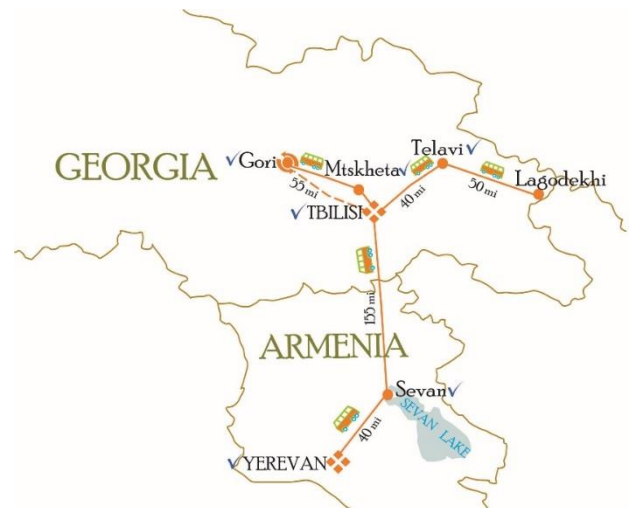 Telavi
GEORGIA
Gori
Mtskheta
Lagodekhi
55 mi
40 mi
50 mi
TBILISI
155 mi
ARMENIA
Sevan
SEVAN LAKE
40 mi
YEREVAN